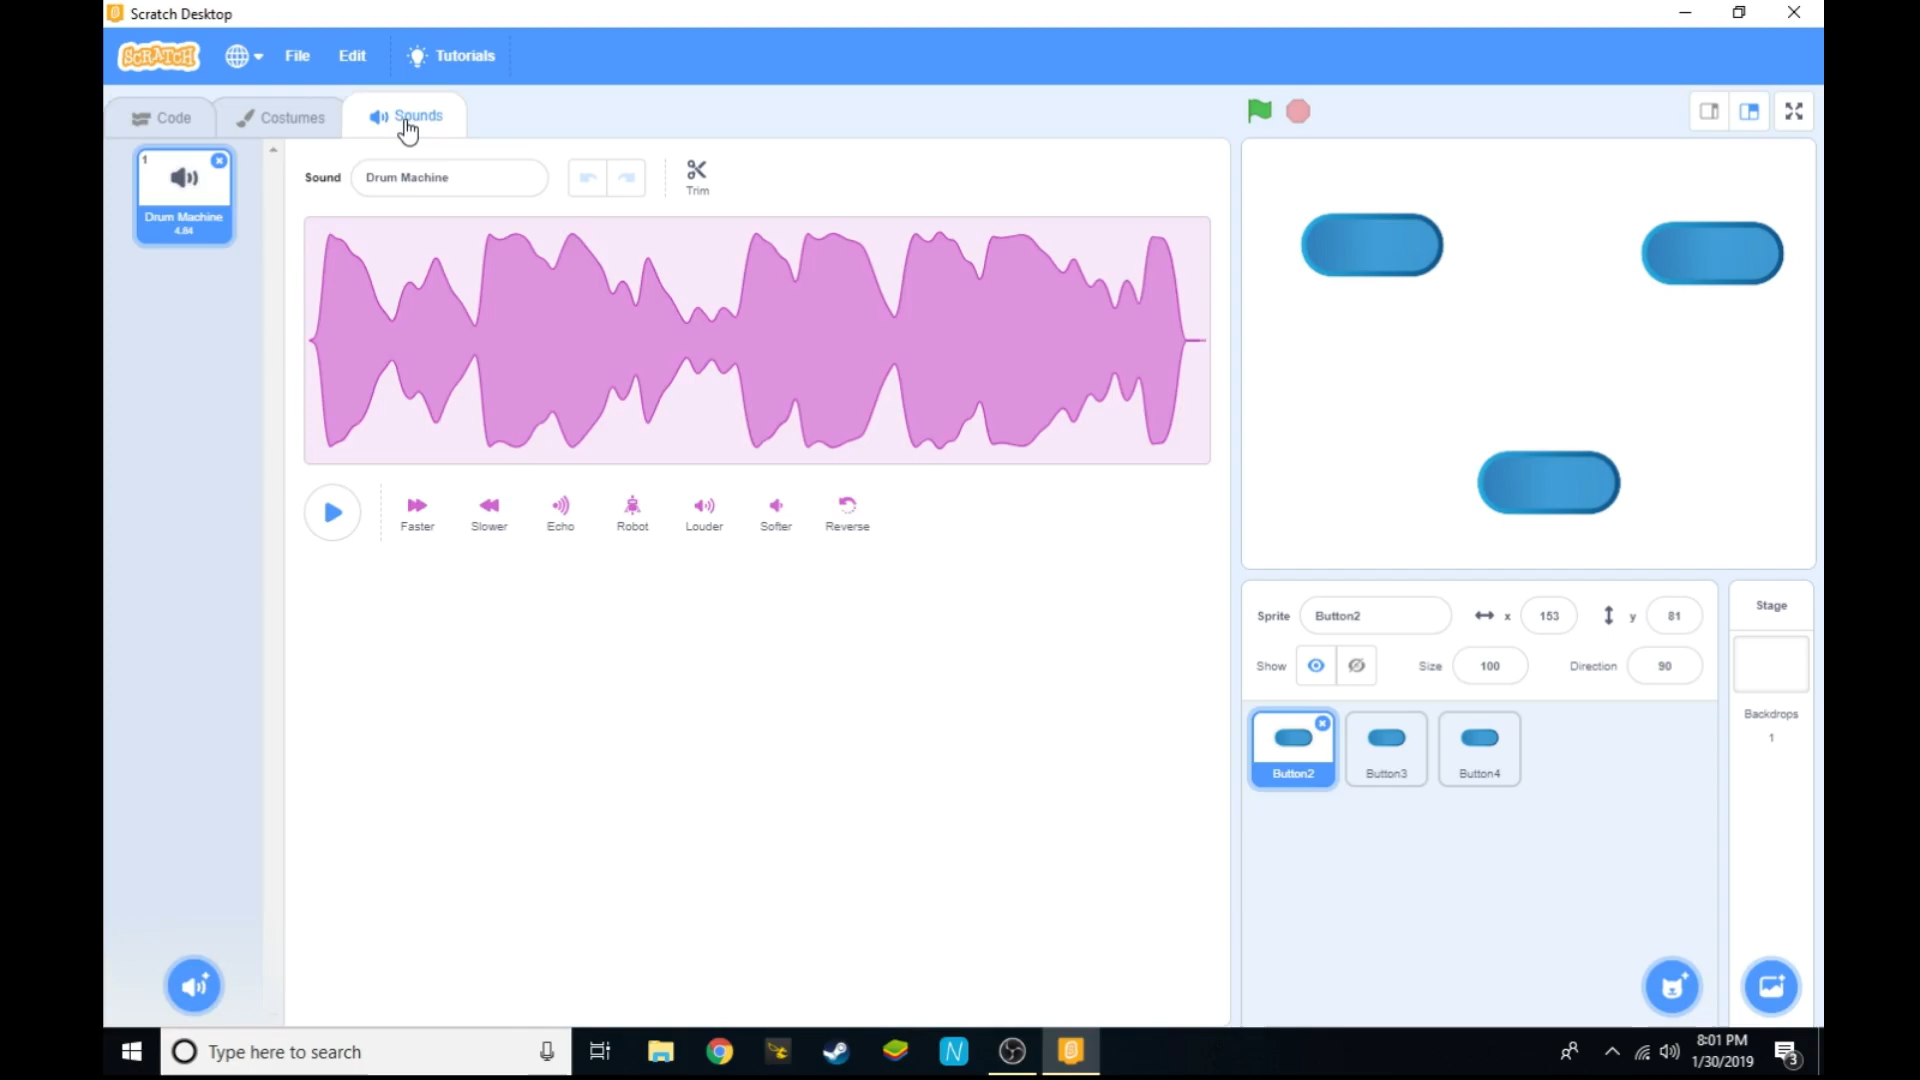 Scratch Desktop
SCRATCH
File
Edit
Tutorials
Code
Costumes
Sounds
1
Drum Machine
4.84
Sound
Drum Machine
Trim
Faster
Slower
Echo
Robot
Louder
Softer
Reverse
Sprite
Button2
x
153
y
81
Show
Size
100
Direction
90
Button2
Button3
Button4
Stage
Backdrops
1
Type here to search
N
8:01 PM
1/30/2019
3